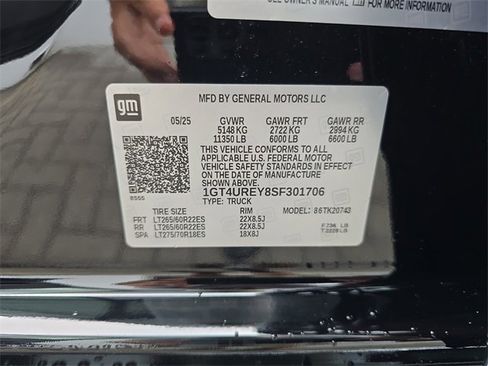 SEE OWNER'S MANUAL FOR MORE INFORMATION
gm
MFD BY GENERAL MOTORS LLC
05/25 GVWR GAWR FRT GAWR RR
5148 KG 2722 KG 2994 KG
11350 LB 6000 LB 6600 LB
THIS VEHICLE CONFORMS TO ALL
APPLICABLE U.S. FEDERAL MOTOR
VEHICLE SAFETY STANDARDS IN EFFECT
ON THE DATE OF MANUFACTURE SHOWN ABOVE.
1GT4UREY8SF301706
TYPE: TRUCK
TIRE SIZE RIM MODEL: 86TK20743
FRT LT265/60R22ES 22X8.5J
RR LT265/60R22ES 22X8.5J
SPA LT275/70R18ES 18X8J